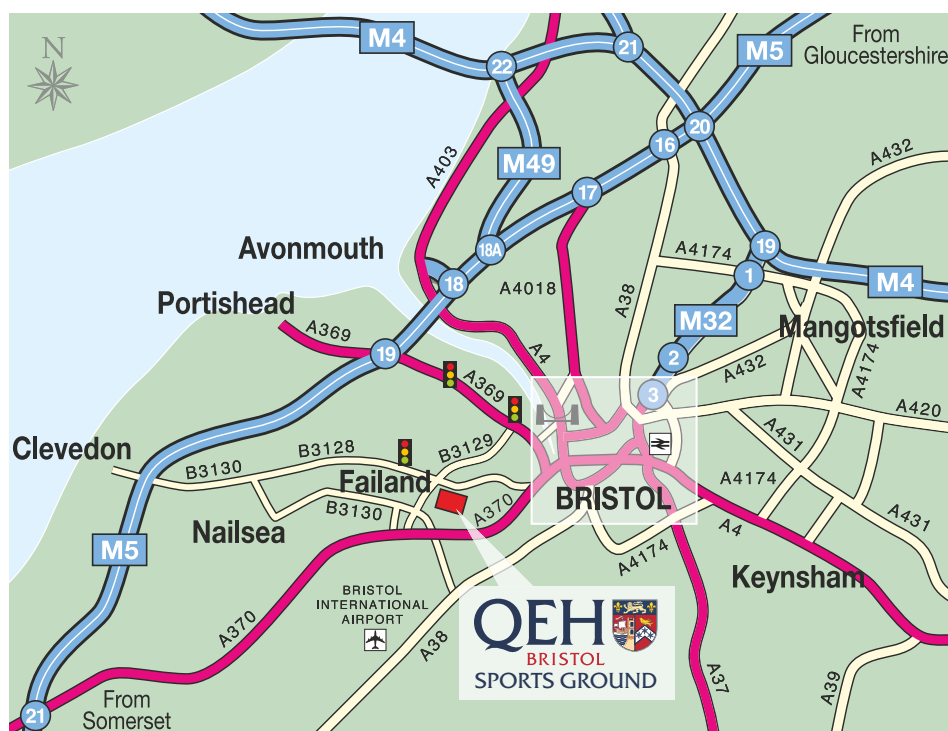 N
M4
22
21
M5
From
Gloucestershire
20
16
A432
A403
M49
17
Avonmouth
18A
A4174
19
1
18
A4018
A38
M4
Portishead
A369
M32
Mangotsfield
19
A4
2
A432
A4174
A369
3
A420
Clevedon
B3128
B3129
A431
B3130
Failand
A4174
BRISTOL
Nailsea
B3130
A370
A431
M5
A4174
A4
Keynsham
BRISTOL
INTERNATIONAL
AIRPORT
QEH
BRISTOL
SPORTS GROUND
A370
A38
A37
A39
From
Somerset
21